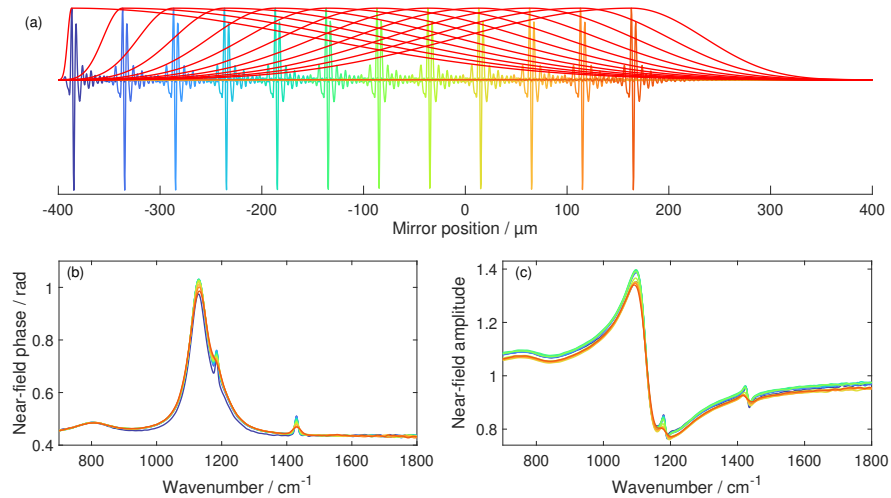 (a)
-400 -300 -200 -100 0 100 200 300 400
Mirror position / µm
(b)
Near-field phase / rad
1
0.8
0.6
0.4
800 1000 1200 1400 1600 1800
Wavenumber / cm⁻¹
(c)
Near-field amplitude
1.4
1.2
1.0
0.8
800 1000 1200 1400 1600 1800
Wavenumber / cm⁻¹